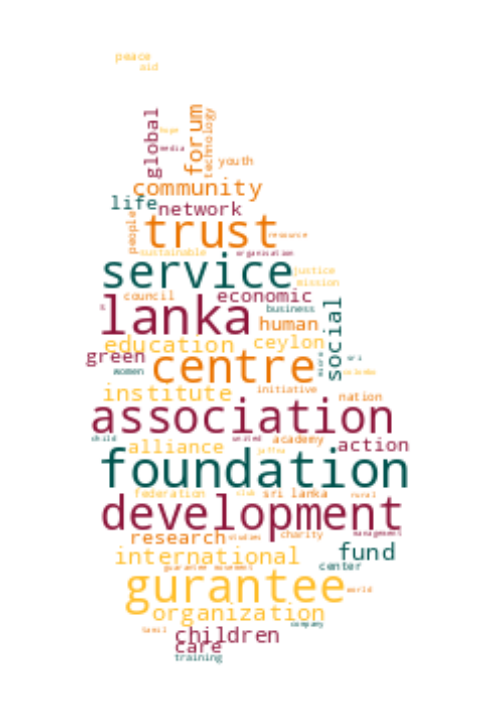 peace
aid
global
hope
forum
technology
media
youth
community
life
network
people
trust
resource
sustainable
organisation
service
justice
mission
council
economic
s
lanka
business
human
social
education
ceylon
green
centre
women
micro
sri
colombo
institute
initiative
nation
association
child
united
academy
action
alliance
jaffna
foundation
federation
club
sri lanka
rural
development
management
research
studies
charity
international
fund
guarantee movement
center
gurantee
world
organization
tamil
company
children
care
training